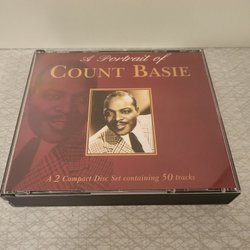 A Portrait of
COUNT BASIE
A 2 Compact Disc Set containing 50 tracks